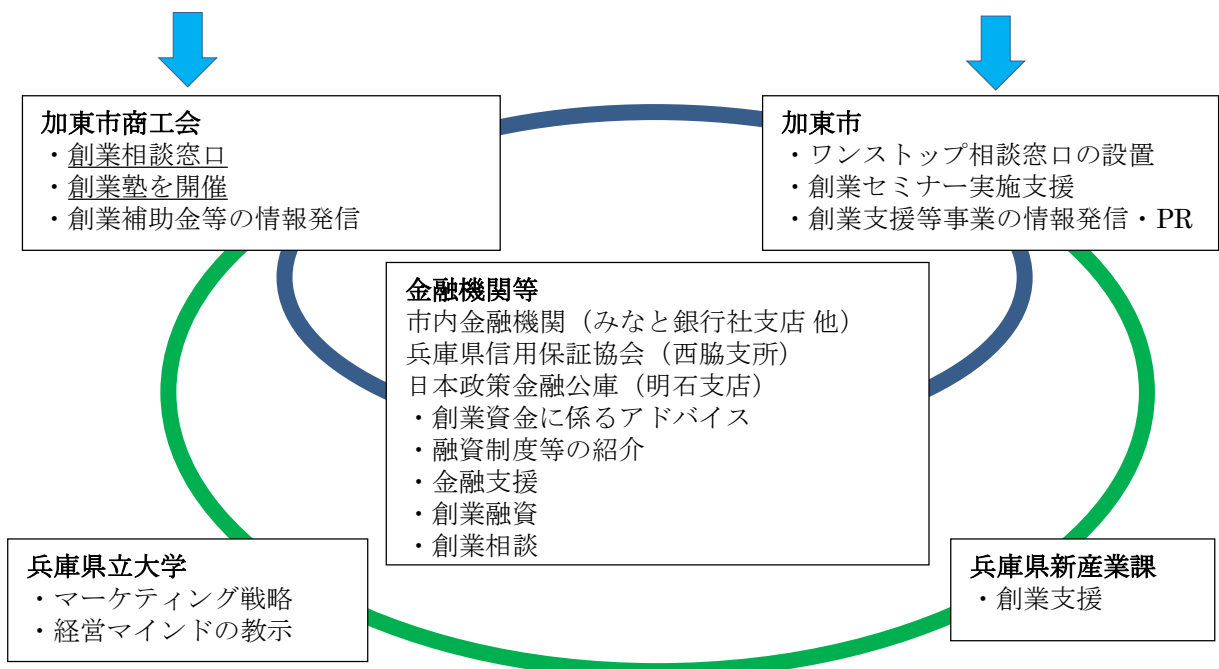 加東市商工会
・創業相談窓口
・創業塾を開催
・創業補助金等の情報発信
加東市
・ワンストップ相談窓口の設置
・創業セミナー実施支援
・創業支援等事業の情報発信・PR
金融機関等
市内金融機関（みなと銀行社支店 他）
兵庫県信用保証協会（西脇支所）
日本政策金融公庫（明石支店）
・創業資金に係るアドバイス
・融資制度等の紹介
・金融支援
・創業融資
・創業相談
兵庫県立大学
・マーケティング戦略
・経営マインドの教示
兵庫県新産業課
・創業支援